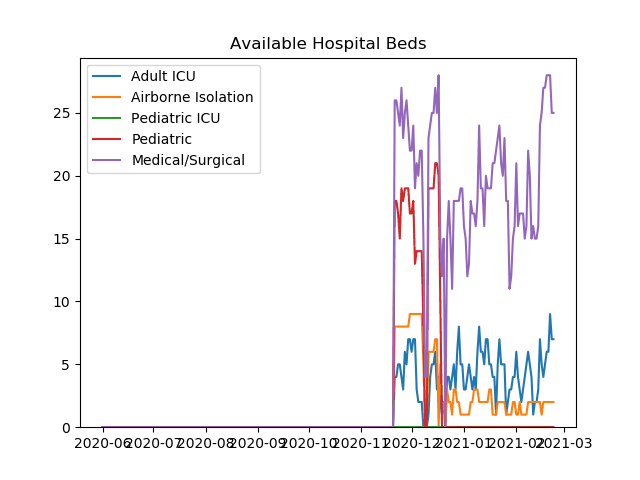 Available Hospital Beds
Adult ICU
Airborne Isolation
Pediatric ICU
Pediatric
Medical/Surgical
25
20
15
10
5
0
2020-06 2020-07 2020-08 2020-09 2020-10 2020-11 2020-12 2021-01 2021-02 2021-03